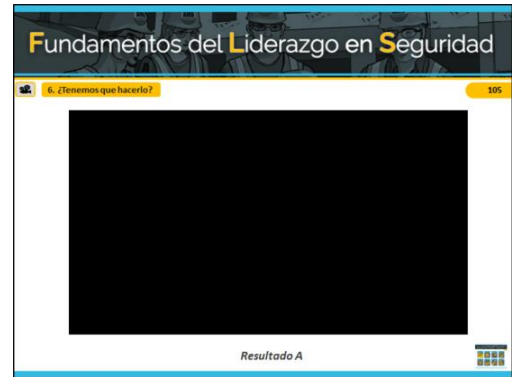 Fundamentos del Liderazgo en Seguridad
6. ¿Tenemos que hacerlo?
105
Resultado A